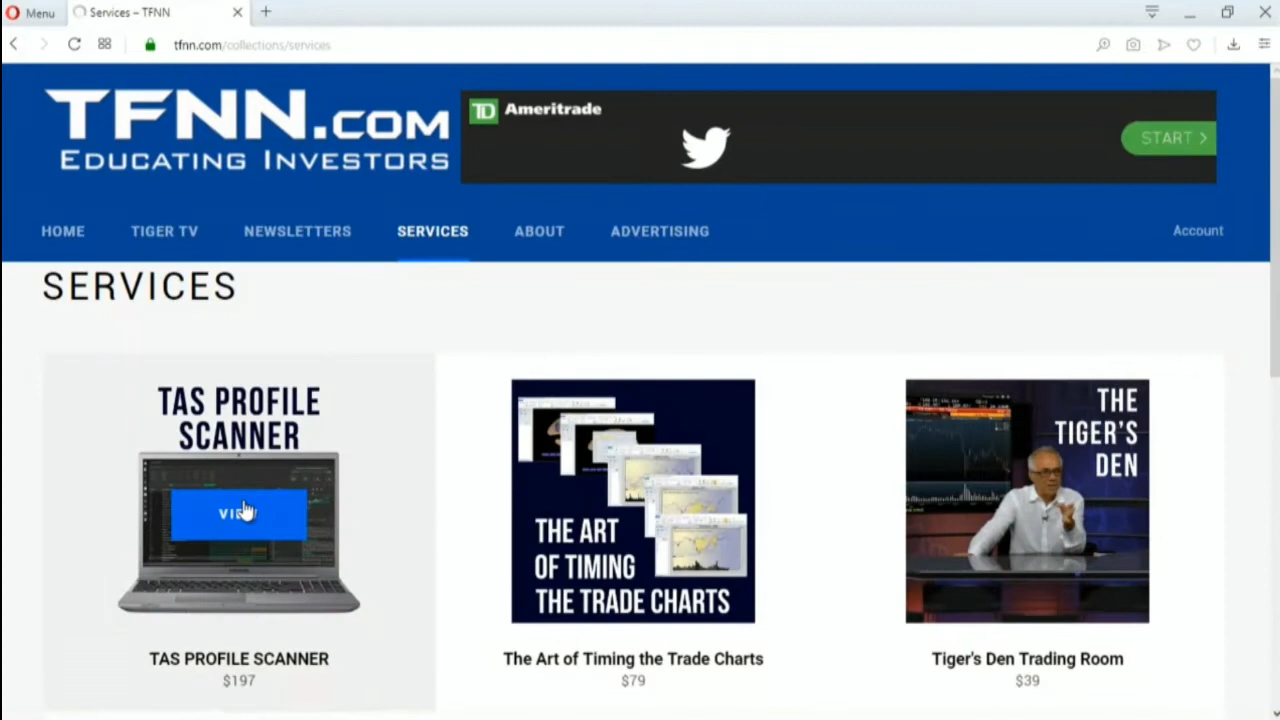 Menu
Services – TFNN
tfnn.com/collections/services
TFNN.COM
EDUCATING INVESTORS
TD Ameritrade
START >
HOME
TIGER TV
NEWSLETTERS
SERVICES
ABOUT
ADVERTISING
Account
SERVICES
TAS PROFILE
SCANNER
THE ART
OF TIMING
THE TRADE CHARTS
THE
TIGER'S
DEN
TAS PROFILE SCANNER
$197
The Art of Timing the Trade Charts
$79
Tiger's Den Trading Room
$39